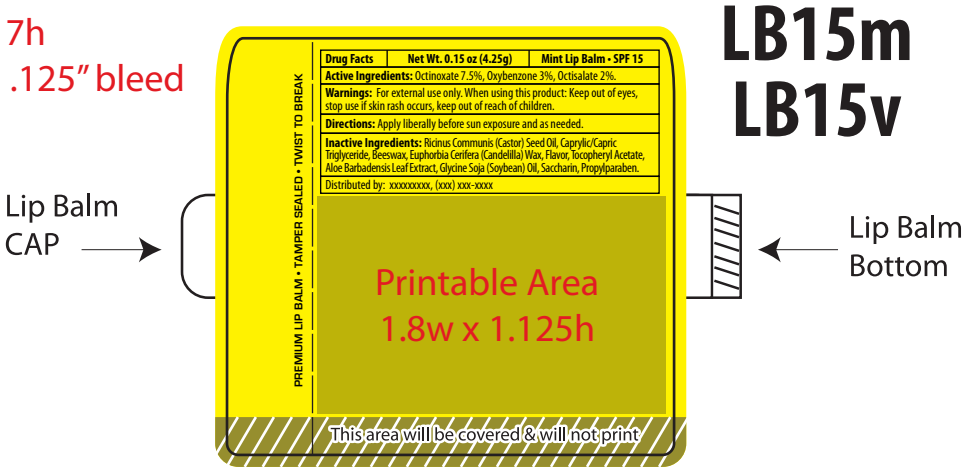 7h
.125” bleed
LB15m
LB15v
Drug Facts Net Wt. 0.15 oz (4.25g) Mint Lip Balm • SPF 15
Active Ingredients: Octinoxate 7.5%, Oxybenzone 3%, Octisalate 2%.
Warnings: For external use only. When using this product: Keep out of eyes,
stop use if skin rash occurs, keep out of reach of children.
Directions: Apply liberally before sun exposure and as needed.
Inactive Ingredients: Ricinus Communis (Castor) Seed Oil, Caprylic/Capric
Triglyceride, Beeswax, Euphorbia Cerifera (Candelilla) Wax, Flavor, Tocopheryl Acetate,
Aloe Barbadensis Leaf Extract, Glycine Soja (Soybean) Oil, Saccharin, Propylparaben.
Distributed by: xxxxxxxxx, (xxx) xxx-xxxx
PREMIUM LIP BALM • TAMPER SEALED • TWIST TO BREAK
Lip Balm
CAP
Printable Area
1.8w x 1.125h
Lip Balm
Bottom
This area will be covered & will not print